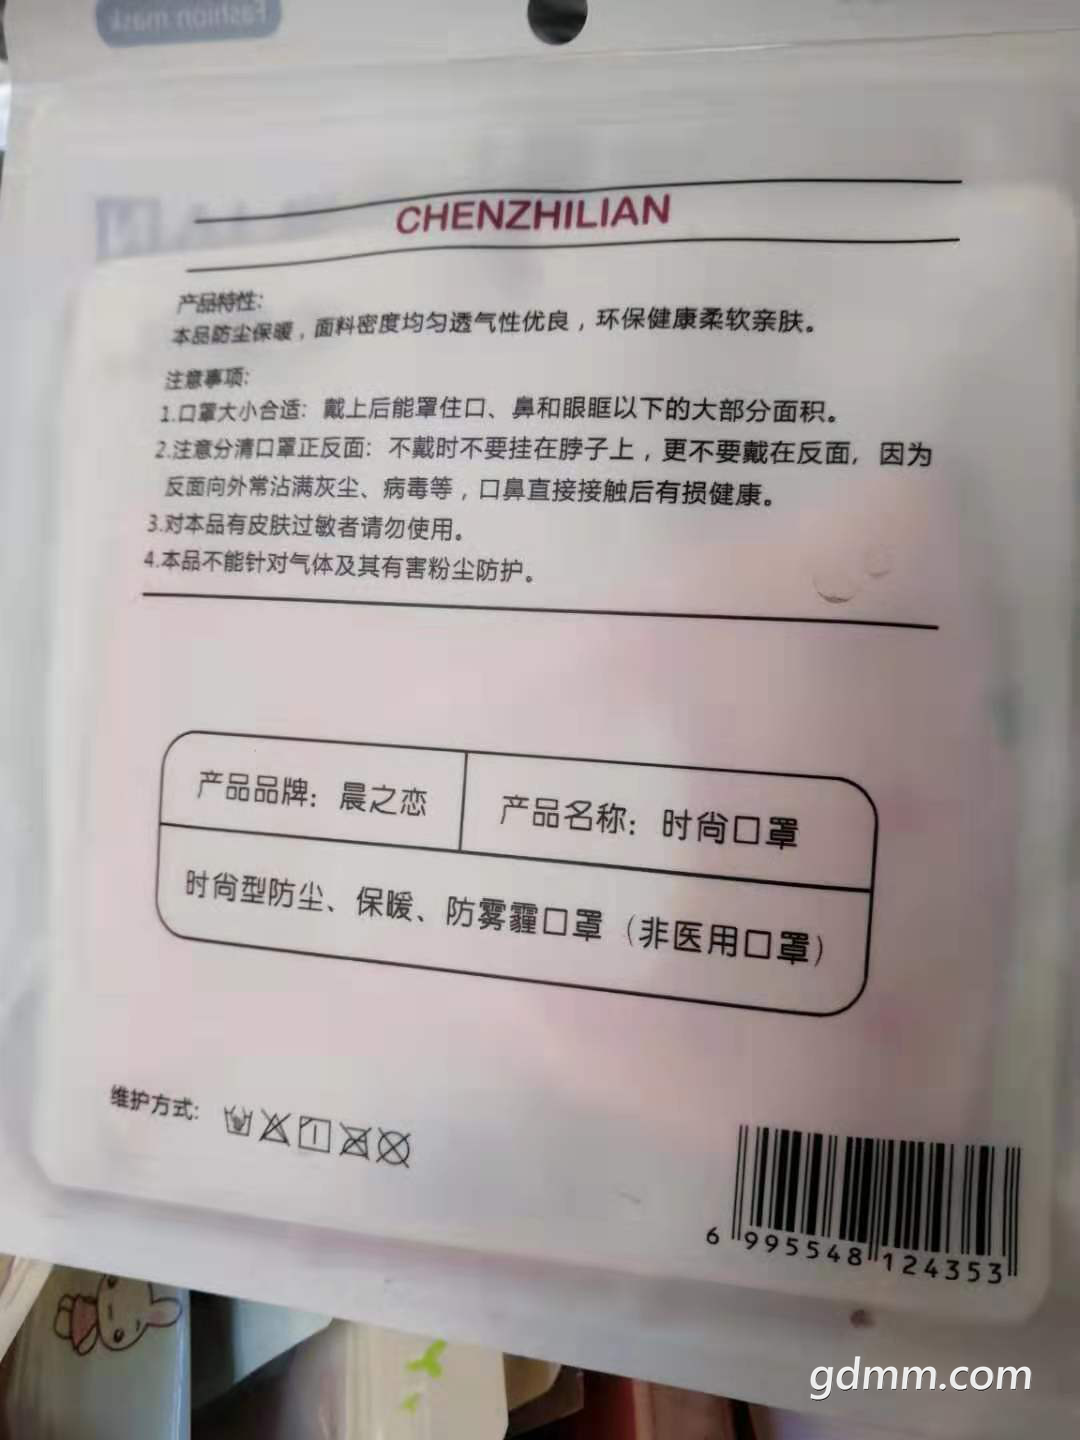 Fashion mask
CHENZHILIAN
产品特性：
本品防尘保暖，面料密度均匀透气性优良，环保健康柔软亲肤。
注意事项：
1.口罩大小合适：戴上后能罩住口、鼻和眼眶以下的大部分面积。
2.注意分清口罩正反面：不戴时不要挂在脖子上，更不要戴在反面，因为
反面向外常沾满灰尘、病毒等，口鼻直接接触后有损健康。
3.对本品有皮肤过敏者请勿使用。
4.本品不能针对气体及其有害粉尘防护。
产品品牌：晨之恋
产品名称：时尚口罩
时尚型防尘、保暖、防雾霾口罩（非医用口罩）
维护方式：
6 995548 124353
gdmm.com